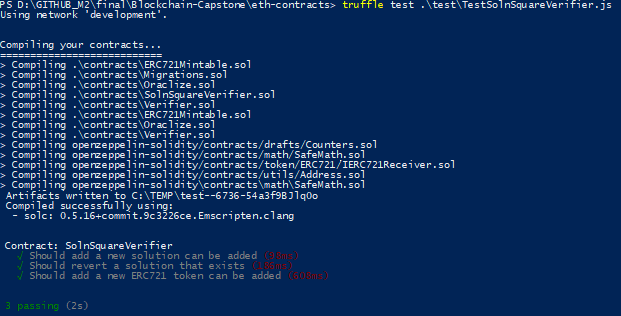 PS D:\GITHUB_M2\final\Blockchain-Capstone\eth-contracts> truffle test .\test\TestSolnSquareVerifier.js
Using network 'development'.
Compiling your contracts...
===========================
> Compiling .\contracts\ERC721Mintable.sol
> Compiling .\contracts\Migrations.sol
> Compiling .\contracts\Oraclize.sol
> Compiling .\contracts\SolnSquareVerifier.sol
> Compiling .\contracts\Verifier.sol
> Compiling .\contracts\ERC721Mintable.sol
> Compiling .\contracts\Oraclize.sol
> Compiling .\contracts\Verifier.sol
> Compiling openzeppelin-solidity/contracts/drafts/Counters.sol
> Compiling openzeppelin-solidity/contracts/math/SafeMath.sol
> Compiling openzeppelin-solidity/contracts/token/ERC721/IERC721Receiver.sol
> Compiling openzeppelin-solidity/contracts/utils/Address.sol
> Compiling openzeppelin-solidity\contracts\math\SafeMath.sol
Artifacts written to C:\TEMP\test--6736-54a3f9BJlqOo
Compiled successfully using:
- solc: 0.5.16+commit.9c3226ce.Emscripten.clang
Contract: SolnSquareVerifier
√ Should add a new solution can be added
√ Should revert a solution that exists
√ Should add a new ERC721 token can be added
3 passing (2s)